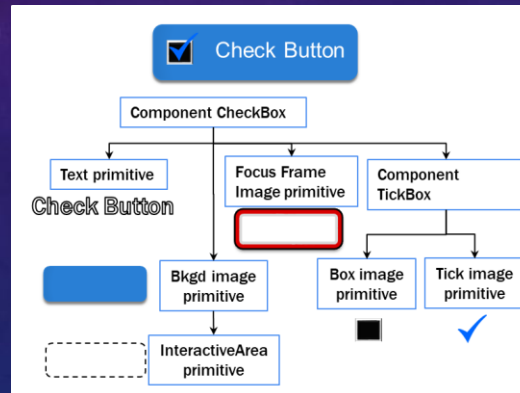 Check Button
Component CheckBox
Text primitive
Focus Frame
Image primitive
Component
TickBox
Check Button
Bkgd image
primitive
Box image
primitive
Tick image
primitive
InteractiveArea
primitive